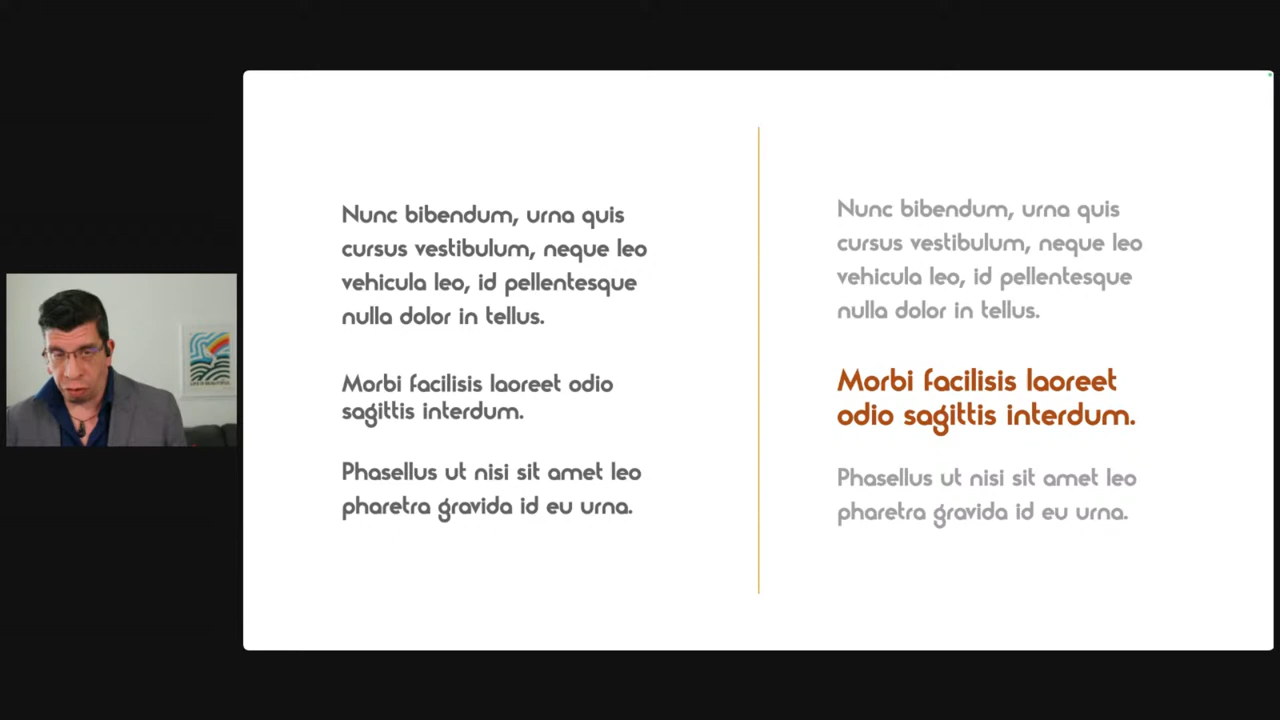 Nunc bibendum, urna quis
cursus vestibulum, neque leo
vehicula leo, id pellentesque
nulla dolor in tellus.
Morbi facilisis laoreet odio
sagittis interdum.
Phasellus ut nisi sit amet leo
pharetra gravida id eu urna.
Nunc bibendum, urna quis
cursus vestibulum, neque leo
vehicula leo, id pellentesque
nulla dolor in tellus.
Morbi facilisis laoreet
odio sagittis interdum.
Phasellus ut nisi sit amet leo
pharetra gravida id eu urna.